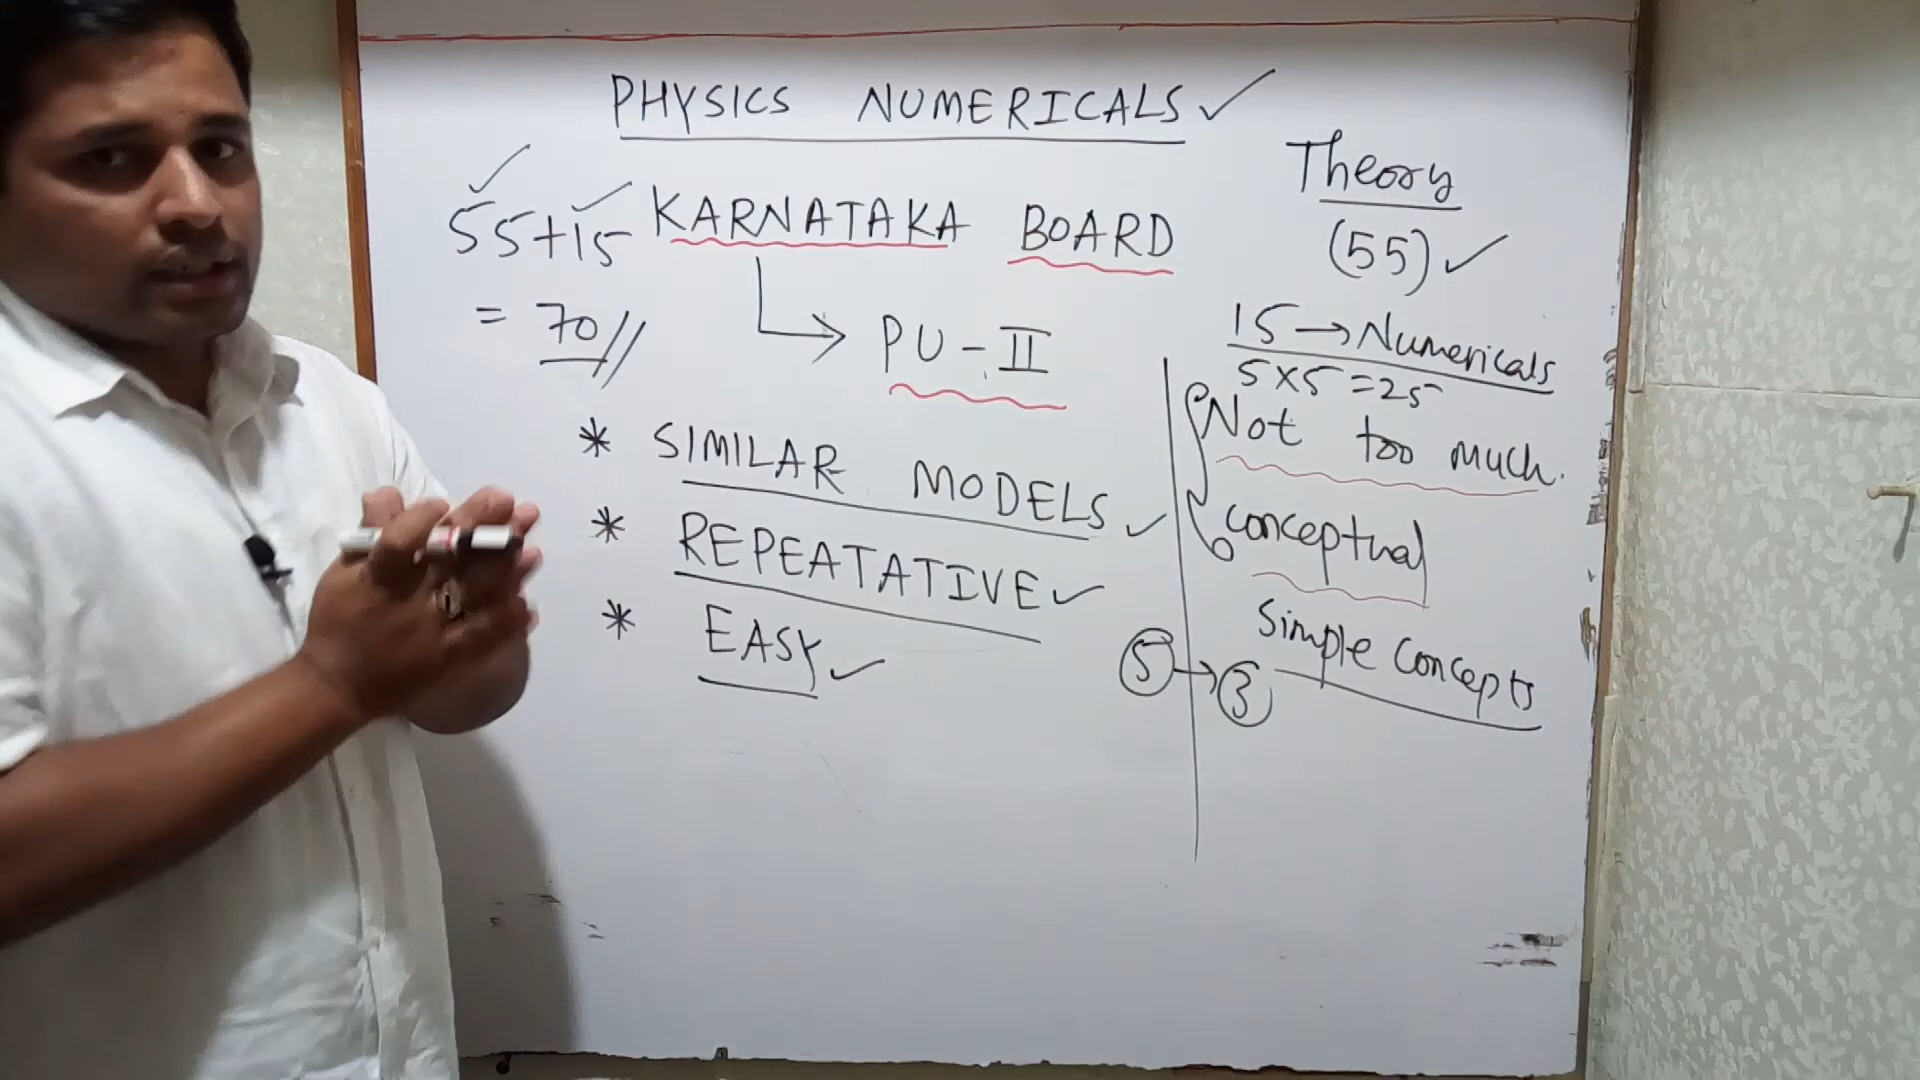 PHYSICS NUMERICALS
55+15
KARNATAKA BOARD
= 70//
PU-II
* SIMILAR MODELS
* REPEATATIVE
* EASY
Theory
(55)
15→Numericals
5×5=25
Not too much.
conceptual
Simple concepts
5→3